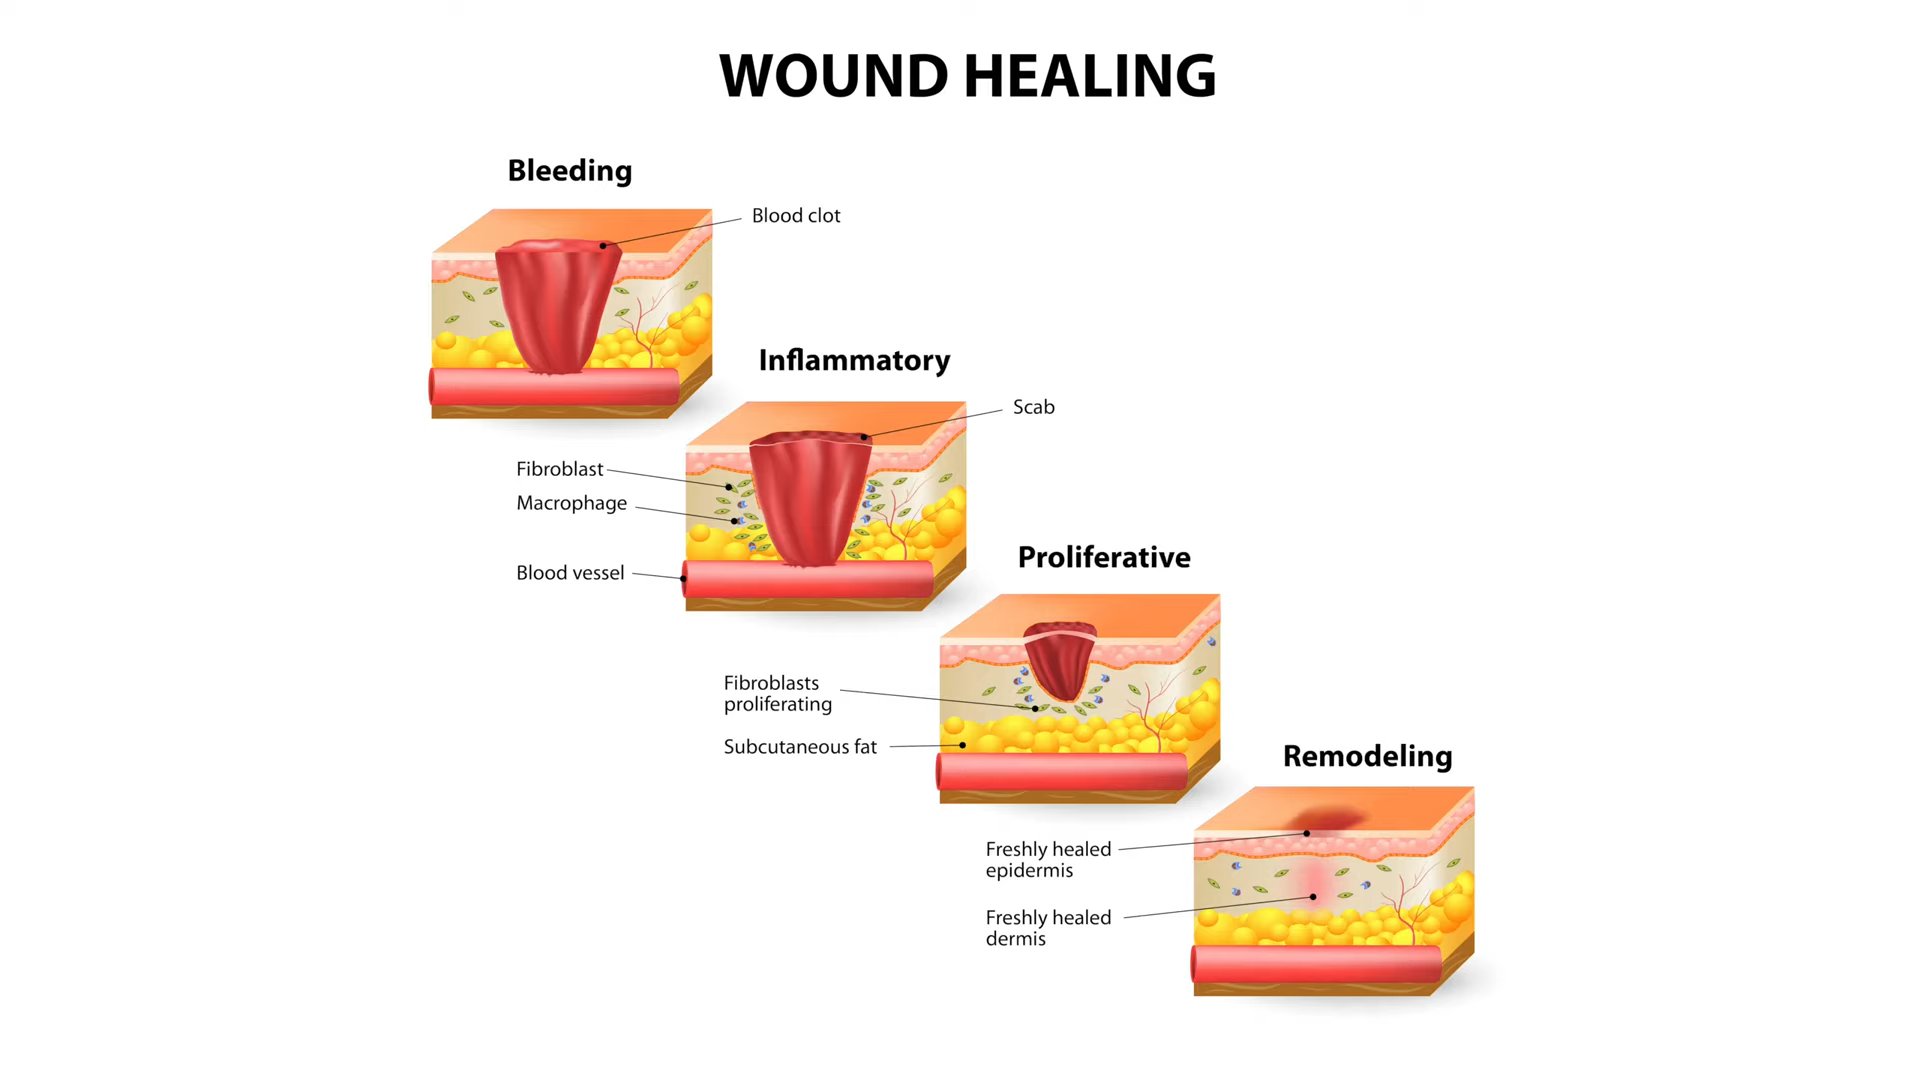 WOUND HEALING
Bleeding
Blood clot
Inflammatory
Scab
Fibroblast
Macrophage
Blood vessel
Proliferative
Fibroblasts
proliferating
Subcutaneous fat
Remodeling
Freshly healed
epidermis
Freshly healed
dermis